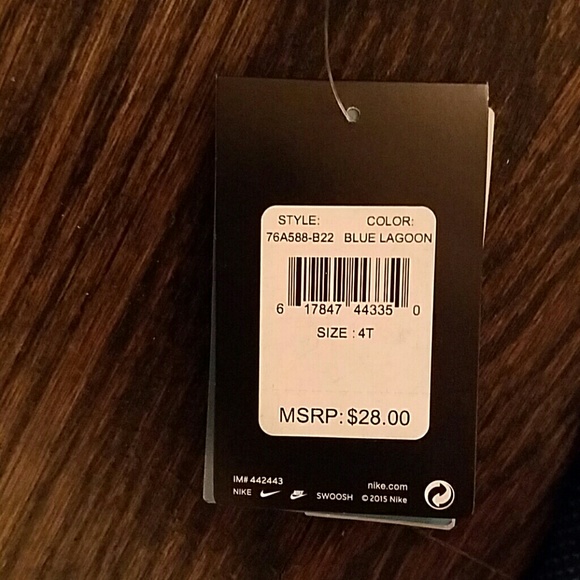 STYLE: COLOR:
76A588-B22 BLUE LAGOON
6 17847 44335 0
SIZE : 4T
MSRP: $28.00
IM# 442443
nike.com
NIKE SWOOSH © 2015 Nike